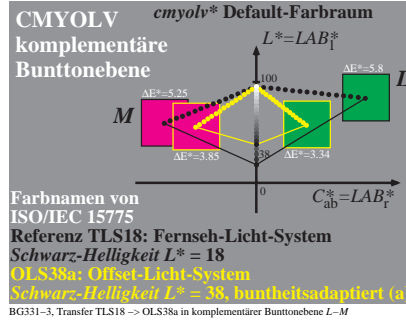 CMYOLV
komplementäre
Bunttonebene
cmyolv* Default-Farbraum
L*=LAB*l
100
ΔE*=5.25
ΔE*=5.8
M
L
ΔE*=3.85
ΔE*=3.34
38
18
0
C*ab=LAB*r
Farbnamen von
ISO/IEC 15775
Referenz TLS18: Fernseh-Licht-System
Schwarz-Helligkeit L* = 18
OLS38a: Offset-Licht-System
Schwarz-Helligkeit L* = 38, buntheitsadaptiert (a
BG331-3, Transfer TLS18 -> OLS38a in komplementärer Bunttonebene L-M